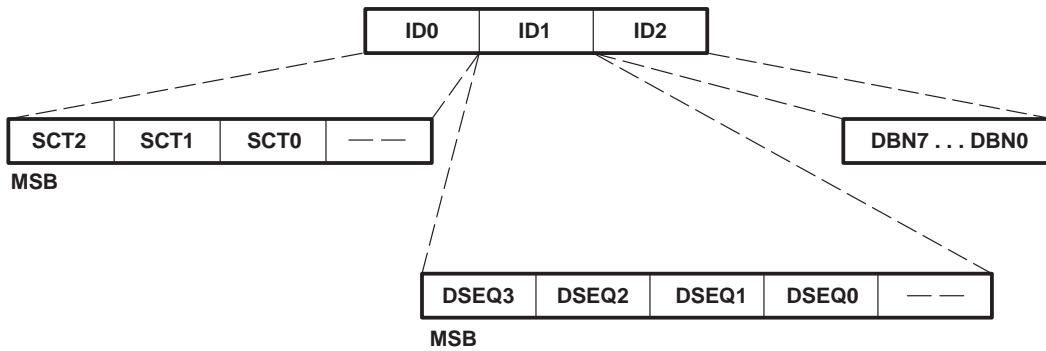 ID0 ID1 ID2
SCT2 SCT1 SCT0 — — DBN7 . . . DBN0
MSB
DSEQ3 DSEQ2 DSEQ1 DSEQ0 — —
MSB